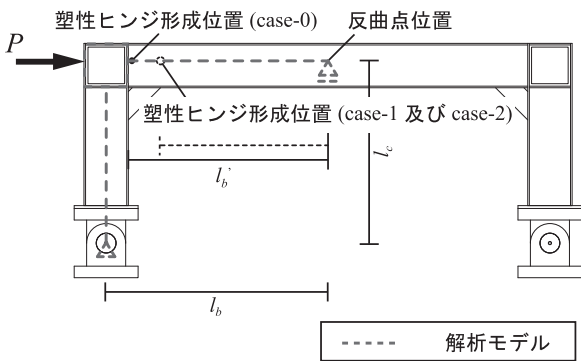 塑性ヒンジ形成位置 (case-0)
反曲点位置
P
塑性ヒンジ形成位置 (case-1 及び case-2)
l_b'
l_c
l_b
解析モデル